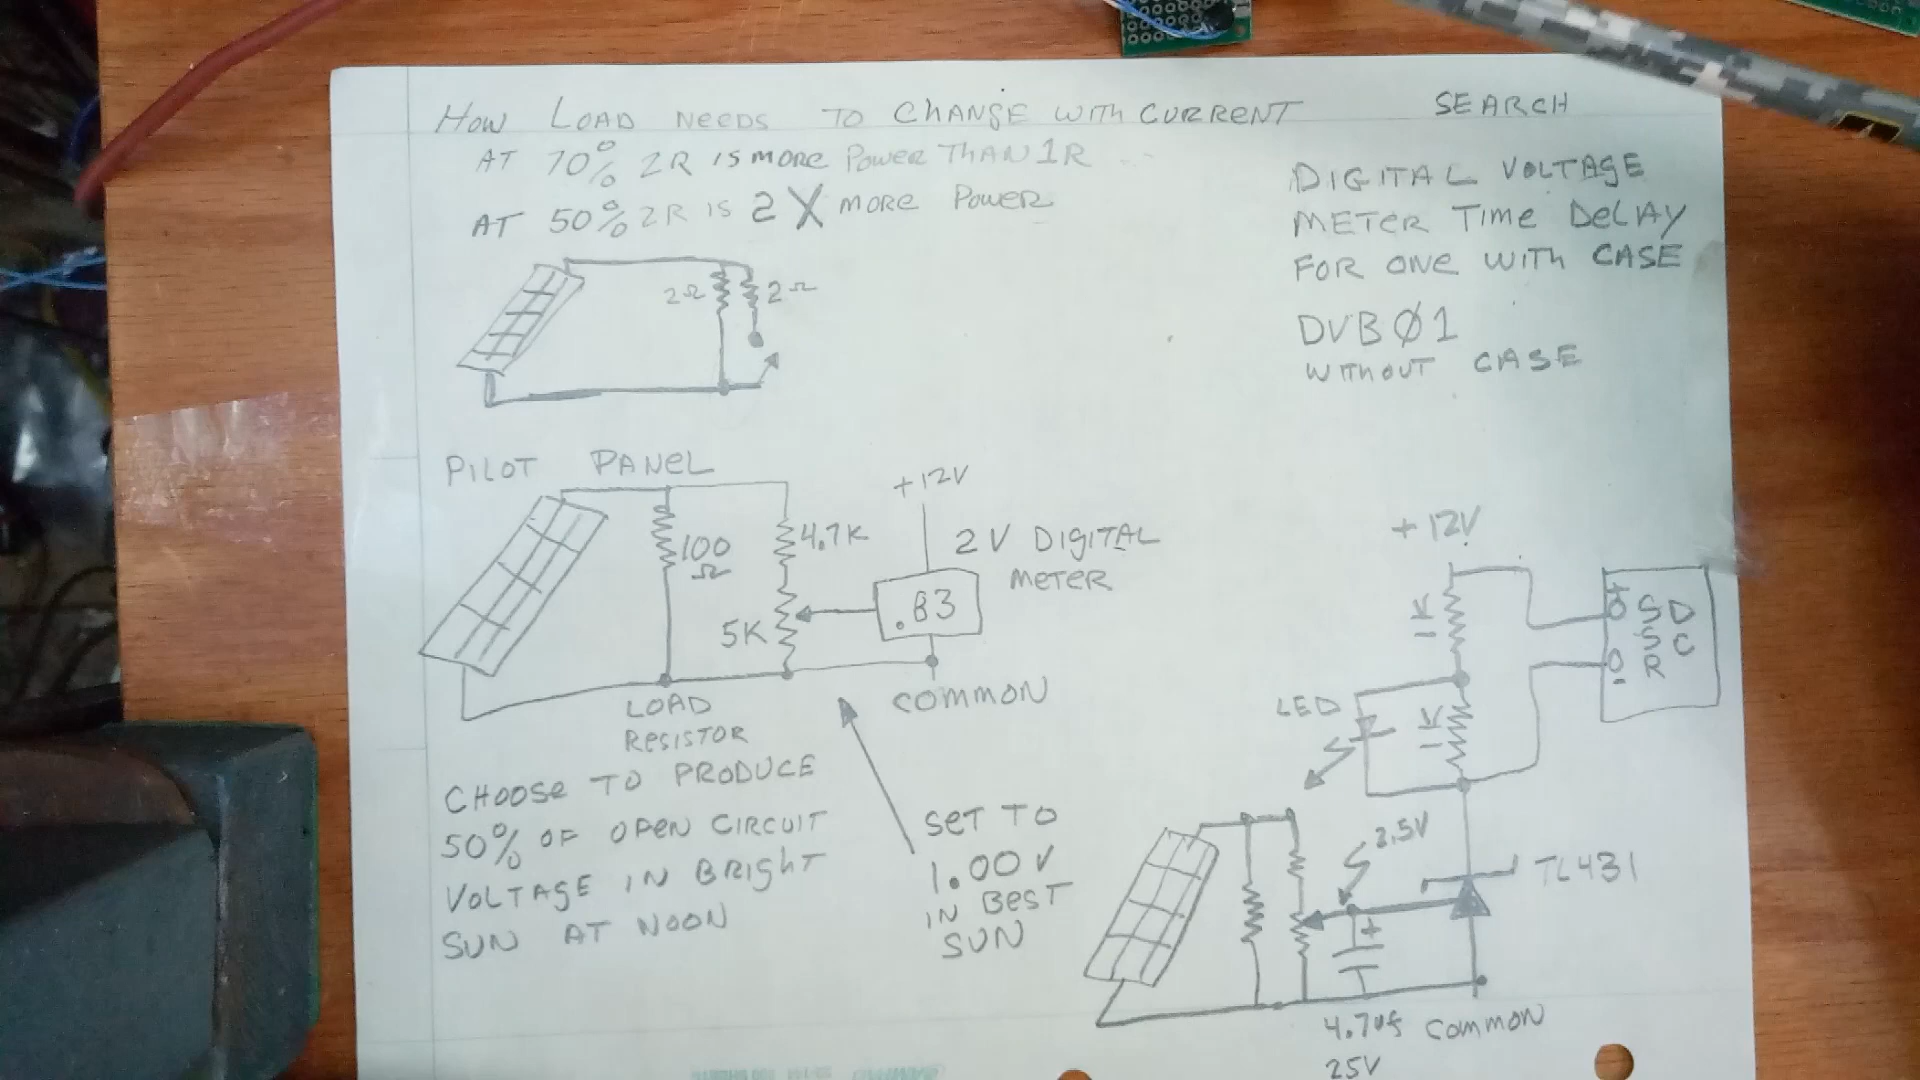 HOW LOAD NEEDS TO CHANGE WITH CURRENT
AT 70% 2R IS MORE POWER THAN 1R
AT 50% 2R IS 2X MORE POWER
2Ω 2Ω
SEARCH
DIGITAL VOLTAGE
METER TIME DELAY
FOR ONE WITH CASE
DVBØ1
WITHOUT CASE
PILOT PANEL
+12V
100
Ω
4.7K
2 V DIGITAL
METER
.83
5K
COMMON
LOAD
RESISTOR
CHOOSE TO PRODUCE
50% OF OPEN CIRCUIT
VOLTAGE IN BRIGHT
SUN AT NOON
SET TO
1.00V
IN BEST
SUN
+12V
1K
+ S D
S C
- R
LED
1K
2.5V
TL431
+
4.7uf COMMON
25V